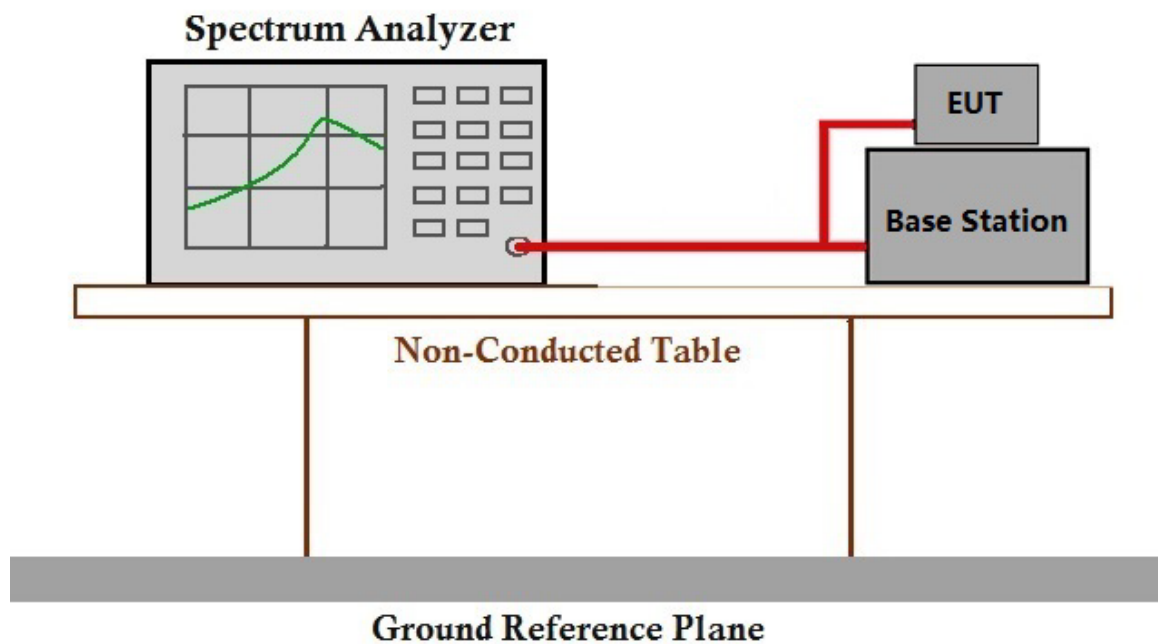 Spectrum Analyzer
EUT
Base Station
Non-Conducted Table
Ground Reference Plane